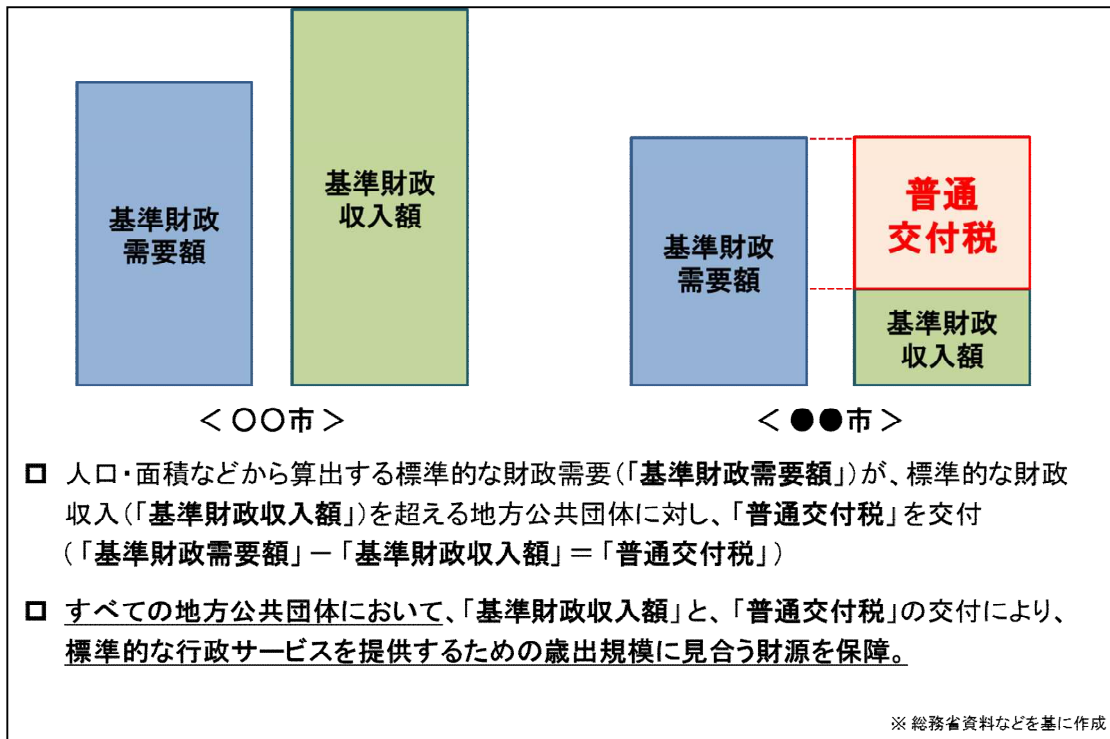 基準財政
需要額
基準財政
収入額
基準財政
需要額
普通
交付税
基準財政
収入額
＜ 〇〇市 ＞
＜ ●●市 ＞
□ 人口・面積などから算出する標準的な財政需要（「基準財政需要額」）が、標準的な財政
収入（「基準財政収入額」）を超える地方公共団体に対し、「普通交付税」を交付
（「基準財政需要額」－「基準財政収入額」＝「普通交付税」）
□ すべての地方公共団体において、「基準財政収入額」と、「普通交付税」の交付により、
標準的な行政サービスを提供するための歳出規模に見合う財源を保障。
※ 総務省資料などを基に作成